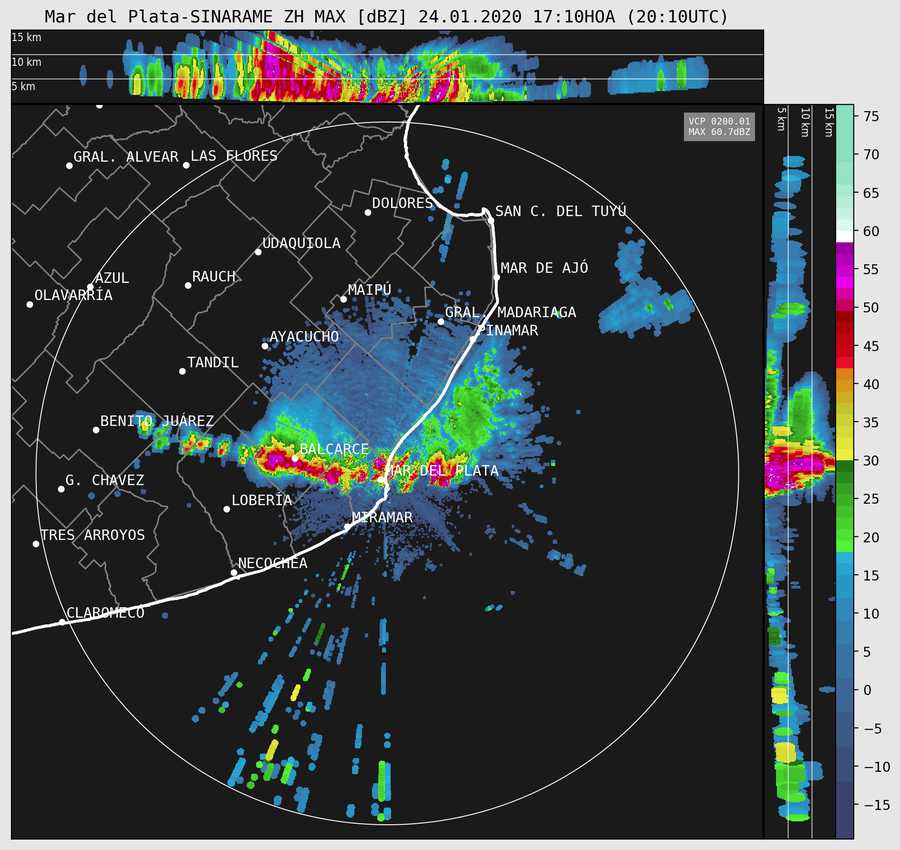 Mar del Plata-SINARAME ZH MAX [dBZ] 24.01.2020 17:10HOA (20:10UTC)
15 km
10 km
5 km
VCP 0200.01
MAX 60.7dBZ
5 km
10 km
15 km
GRAL. ALVEAR
LAS FLORES
DOLORES
SAN C. DEL TUYÚ
UDAQUIOLA
MAR DE AJÓ
AZUL
RAUCH
OLAVARRÍA
MAIPÚ
GRAL. MADARIAGA
PINAMAR
AYACUCHO
TANDIL
BENITO JUÁREZ
BALCARCE
MAR DEL PLATA
G. CHAVEZ
LOBERÍA
MIRAMAR
TRES ARROYOS
NECOCHEA
CLAROMECÓ
75
70
65
60
55
50
45
40
35
30
25
20
15
10
5
0
−5
−10
−15